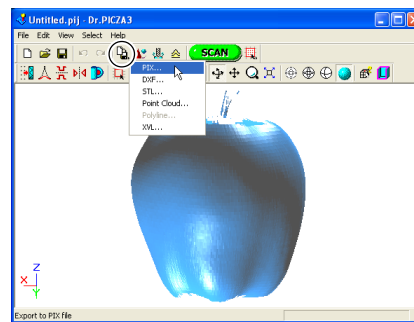 Untitled.pij - Dr.PICZA3
File Edit View Select Help
SCAN
PIX...
DXF...
STL...
Point Cloud...
Polyline...
XVL...
Z
X
Y
Export to PIX file